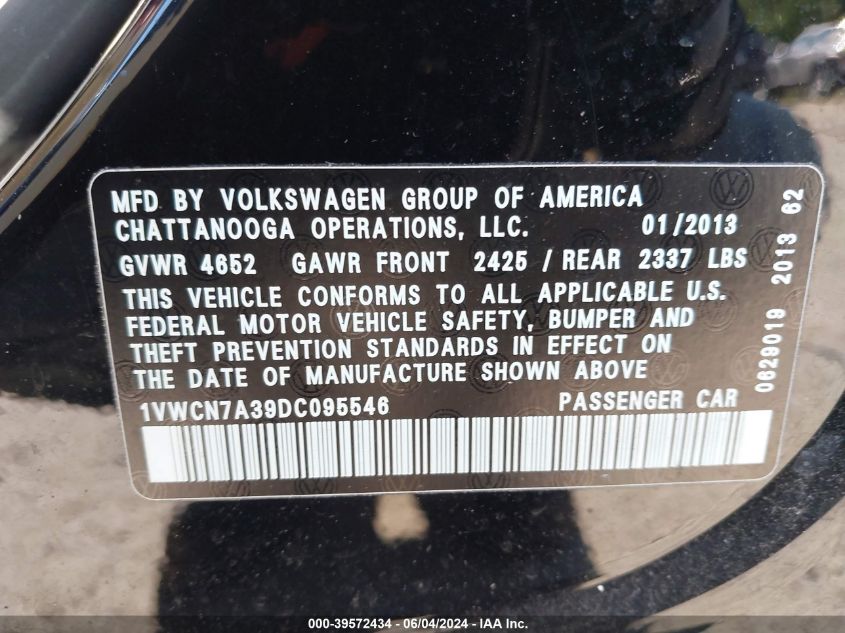 MFD BY VOLKSWAGEN GROUP OF AMERICA
CHATTANOOGA OPERATIONS, LLC. 01/2013
GVWR 4652 GAWR FRONT 2425 / REAR 2337 LBS
THIS VEHICLE CONFORMS TO ALL APPLICABLE U.S.
FEDERAL MOTOR VEHICLE SAFETY, BUMPER AND
THEFT PREVENTION STANDARDS IN EFFECT ON
THE DATE OF MANUFACTURE SHOWN ABOVE
1VWCN7A39DC095546 PASSENGER CAR
0629019 2013 62
000-39572434 / 06/04/2024 - IAA Inc.